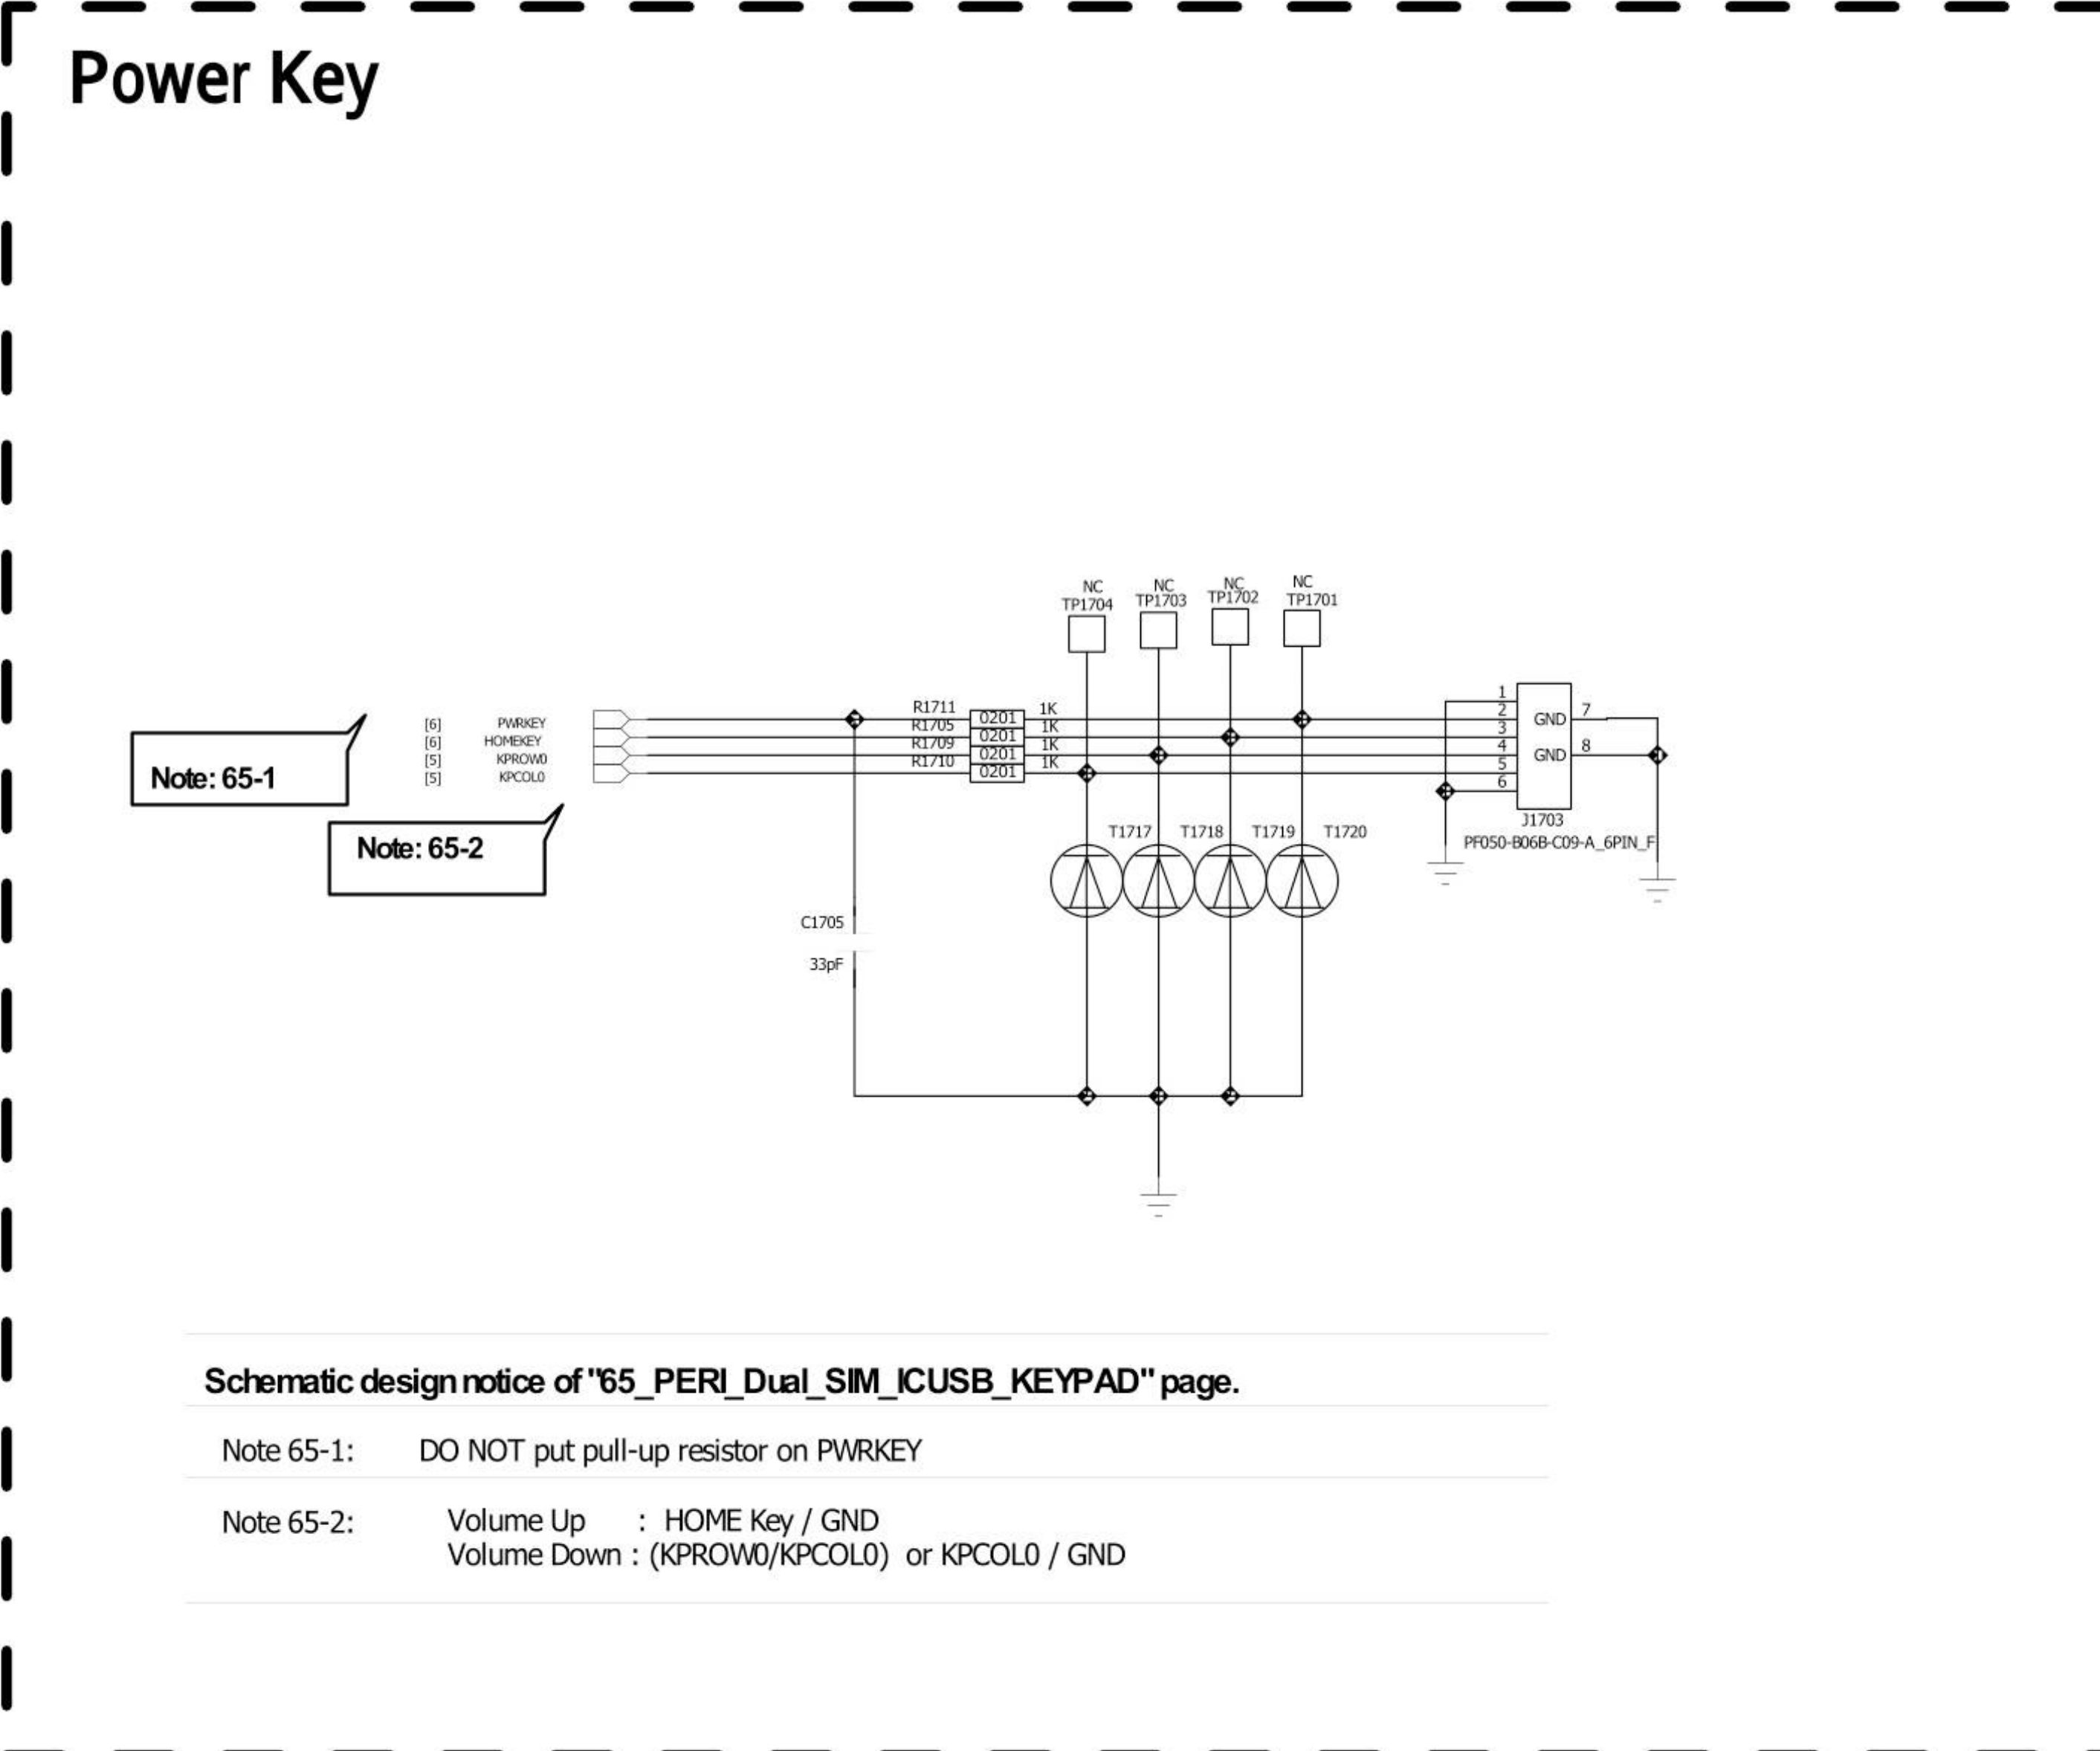 Power Key
NC NC NC NC
TP1704 TP1703 TP1702 TP1701
[6] PWRKEY
[6] HOMEKEY
[5] KPROW0
[5] KPCOL0
Note: 65-1
Note: 65-2
R1711 0201 1K
R1705 0201 1K
R1709 0201 1K
R1710 0201 1K
1
2
3
4
5
6
GND 7
GND 8
J1703
PF050-B06B-C09-A_6PIN_F
T1717 T1718 T1719 T1720
C1705
33pF
Schematic design notice of "65_PERI_Dual_SIM_ICUSB_KEYPAD" page.
Note 65-1: DO NOT put pull-up resistor on PWRKEY
Note 65-2: Volume Up : HOME Key / GND
Volume Down : (KPROW0/KPCOL0) or KPCOL0 / GND